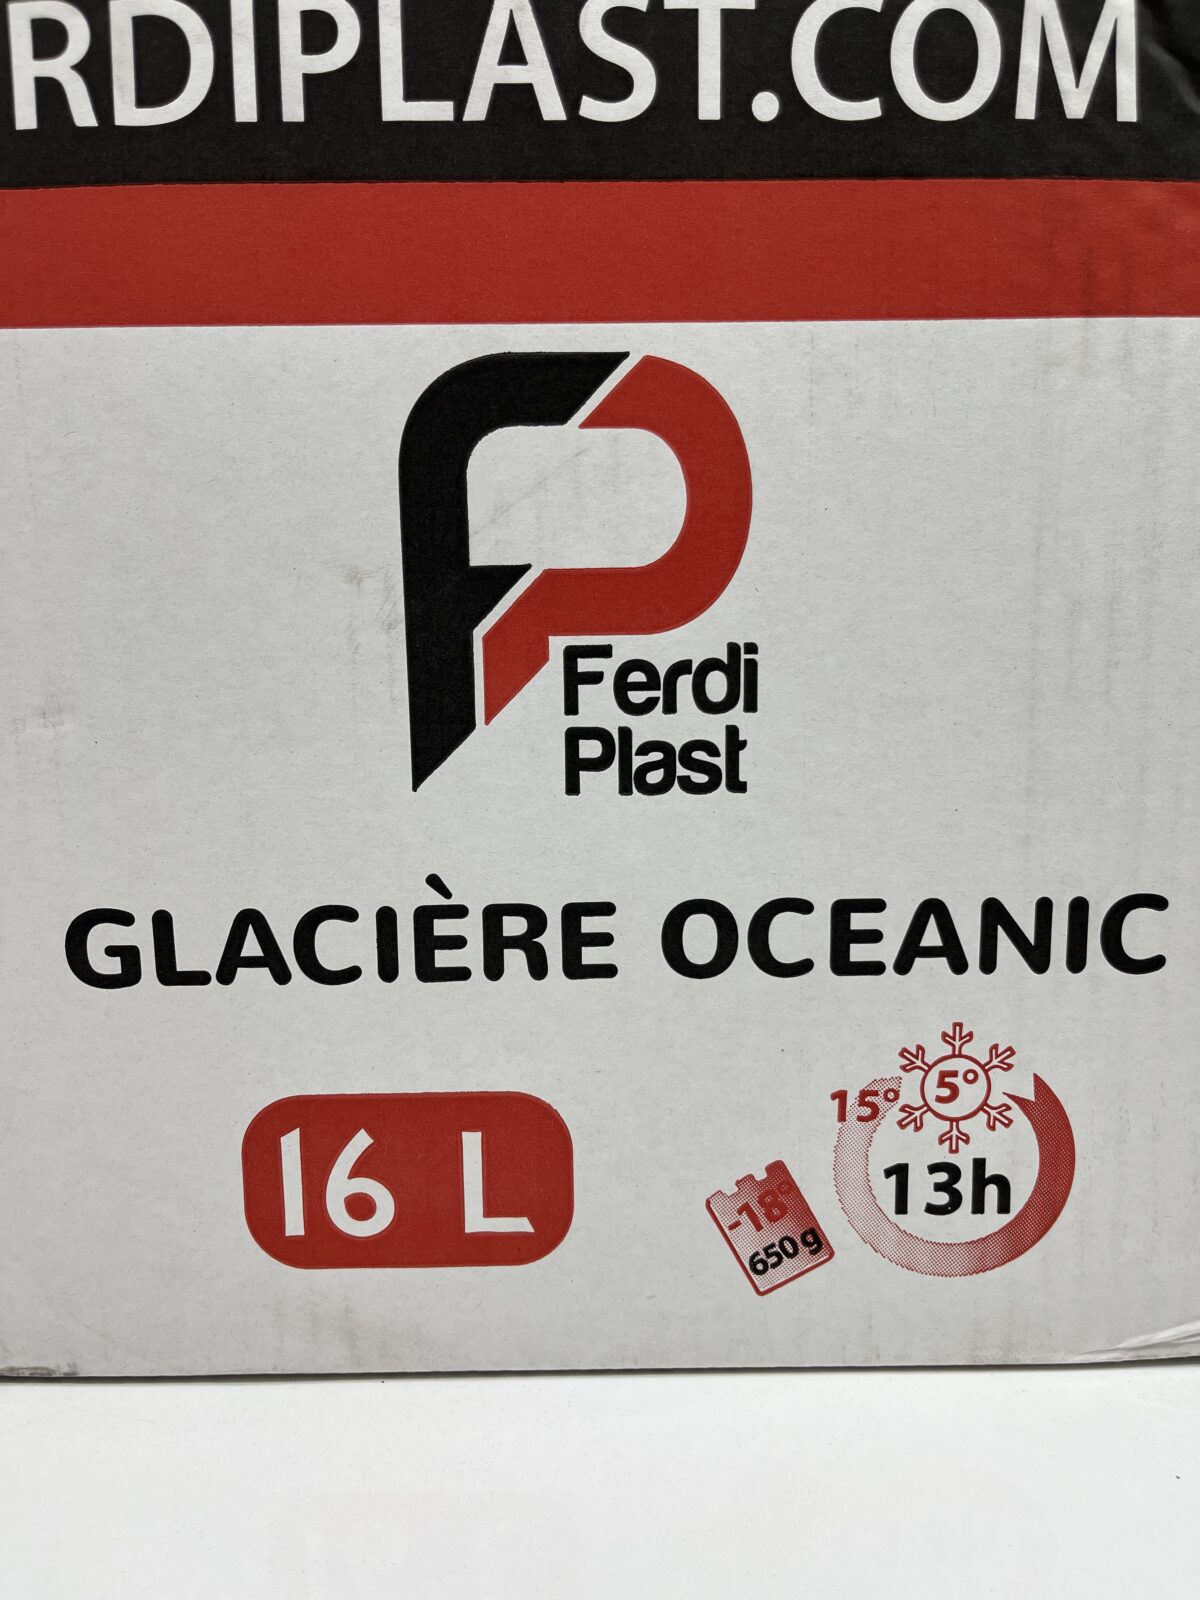 RDIPLAST.COM
Ferdi
Plast
GLACIÈRE OCEANIC
16 L
-18°
650g
15°
5°
13h